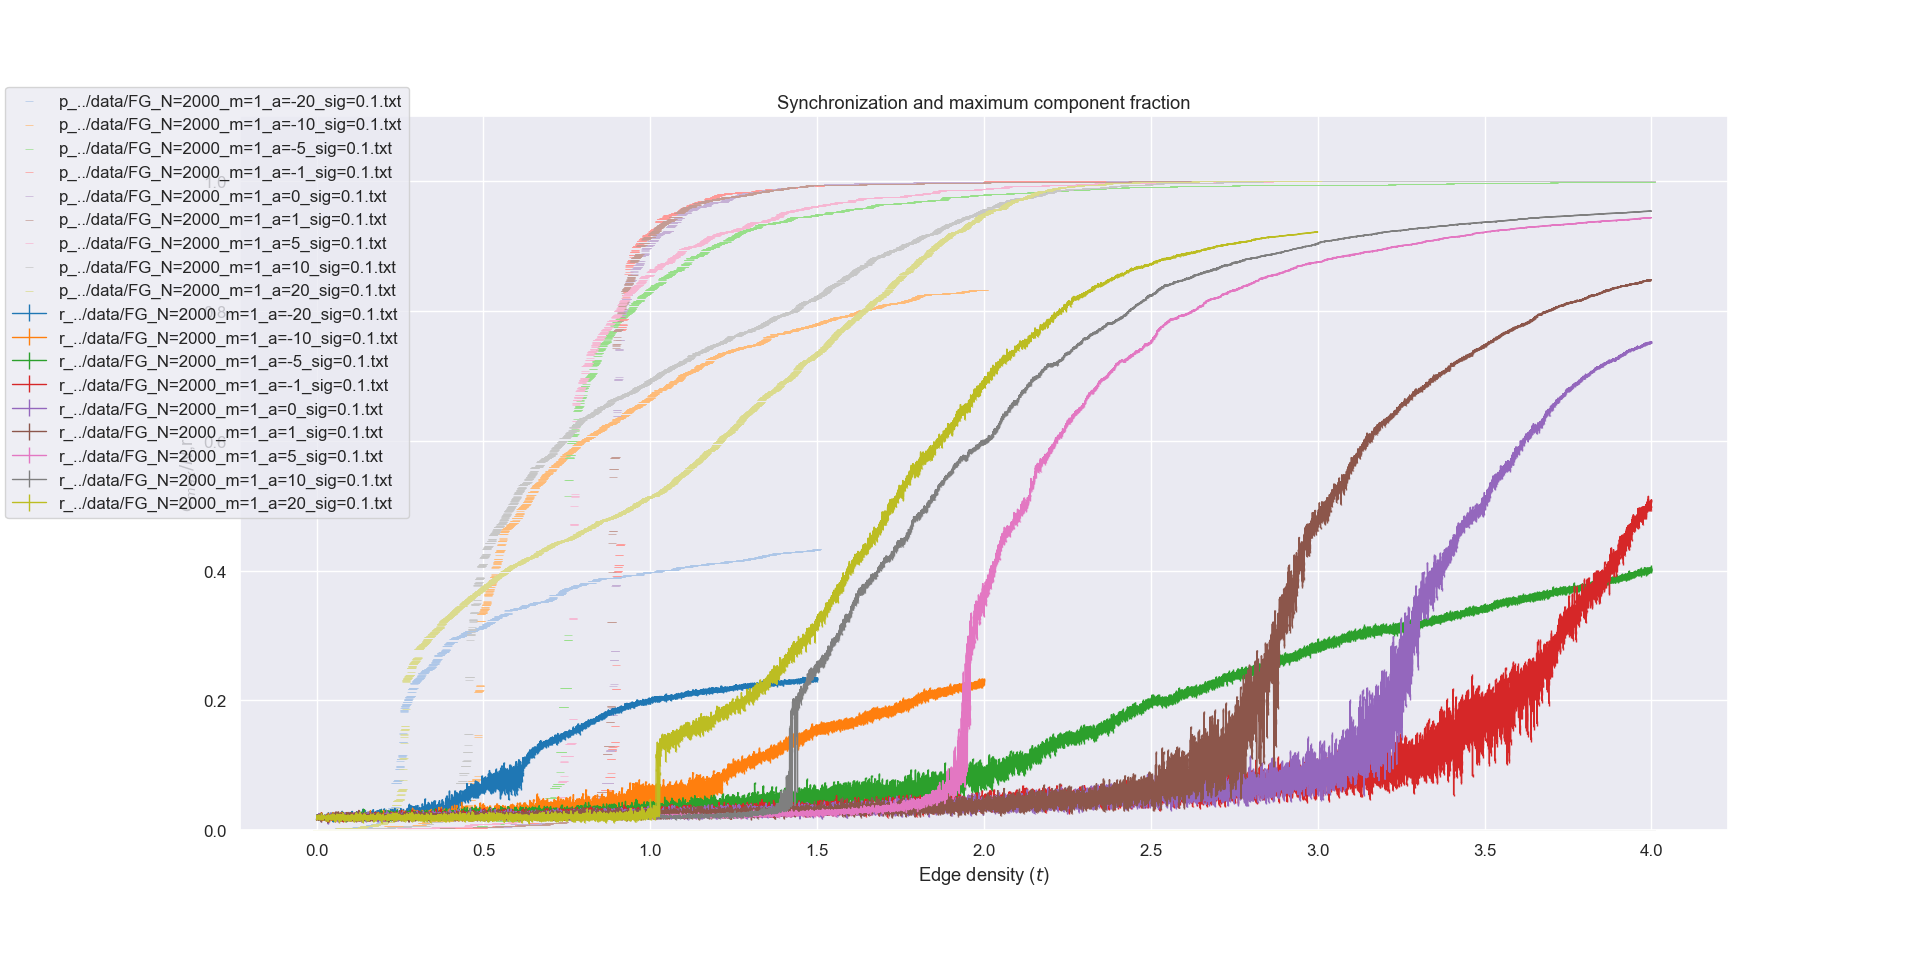 Synchronization and maximum component fraction
p_../data/FG_N=2000_m=1_a=-20_sig=0.1.txt
p_../data/FG_N=2000_m=1_a=-10_sig=0.1.txt
p_../data/FG_N=2000_m=1_a=-5_sig=0.1.txt
p_../data/FG_N=2000_m=1_a=-1_sig=0.1.txt
p_../data/FG_N=2000_m=1_a=0_sig=0.1.txt
p_../data/FG_N=2000_m=1_a=1_sig=0.1.txt
p_../data/FG_N=2000_m=1_a=5_sig=0.1.txt
p_../data/FG_N=2000_m=1_a=10_sig=0.1.txt
p_../data/FG_N=2000_m=1_a=20_sig=0.1.txt
r_../data/FG_N=2000_m=1_a=-20_sig=0.1.txt
r_../data/FG_N=2000_m=1_a=-10_sig=0.1.txt
r_../data/FG_N=2000_m=1_a=-5_sig=0.1.txt
r_../data/FG_N=2000_m=1_a=-1_sig=0.1.txt
r_../data/FG_N=2000_m=1_a=0_sig=0.1.txt
r_../data/FG_N=2000_m=1_a=1_sig=0.1.txt
r_../data/FG_N=2000_m=1_a=5_sig=0.1.txt
r_../data/FG_N=2000_m=1_a=10_sig=0.1.txt
r_../data/FG_N=2000_m=1_a=20_sig=0.1.txt
1.0
0.8
0.6
0.4
0.2
0.0
0.0 0.5 1.0 1.5 2.0 2.5 3.0 3.5 4.0
Edge density (t)